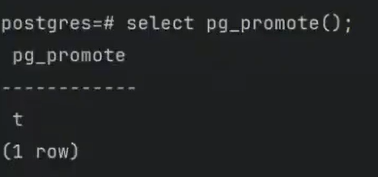 postgres=# select pg_promote();
pg_promote
------------
t
(1 row)